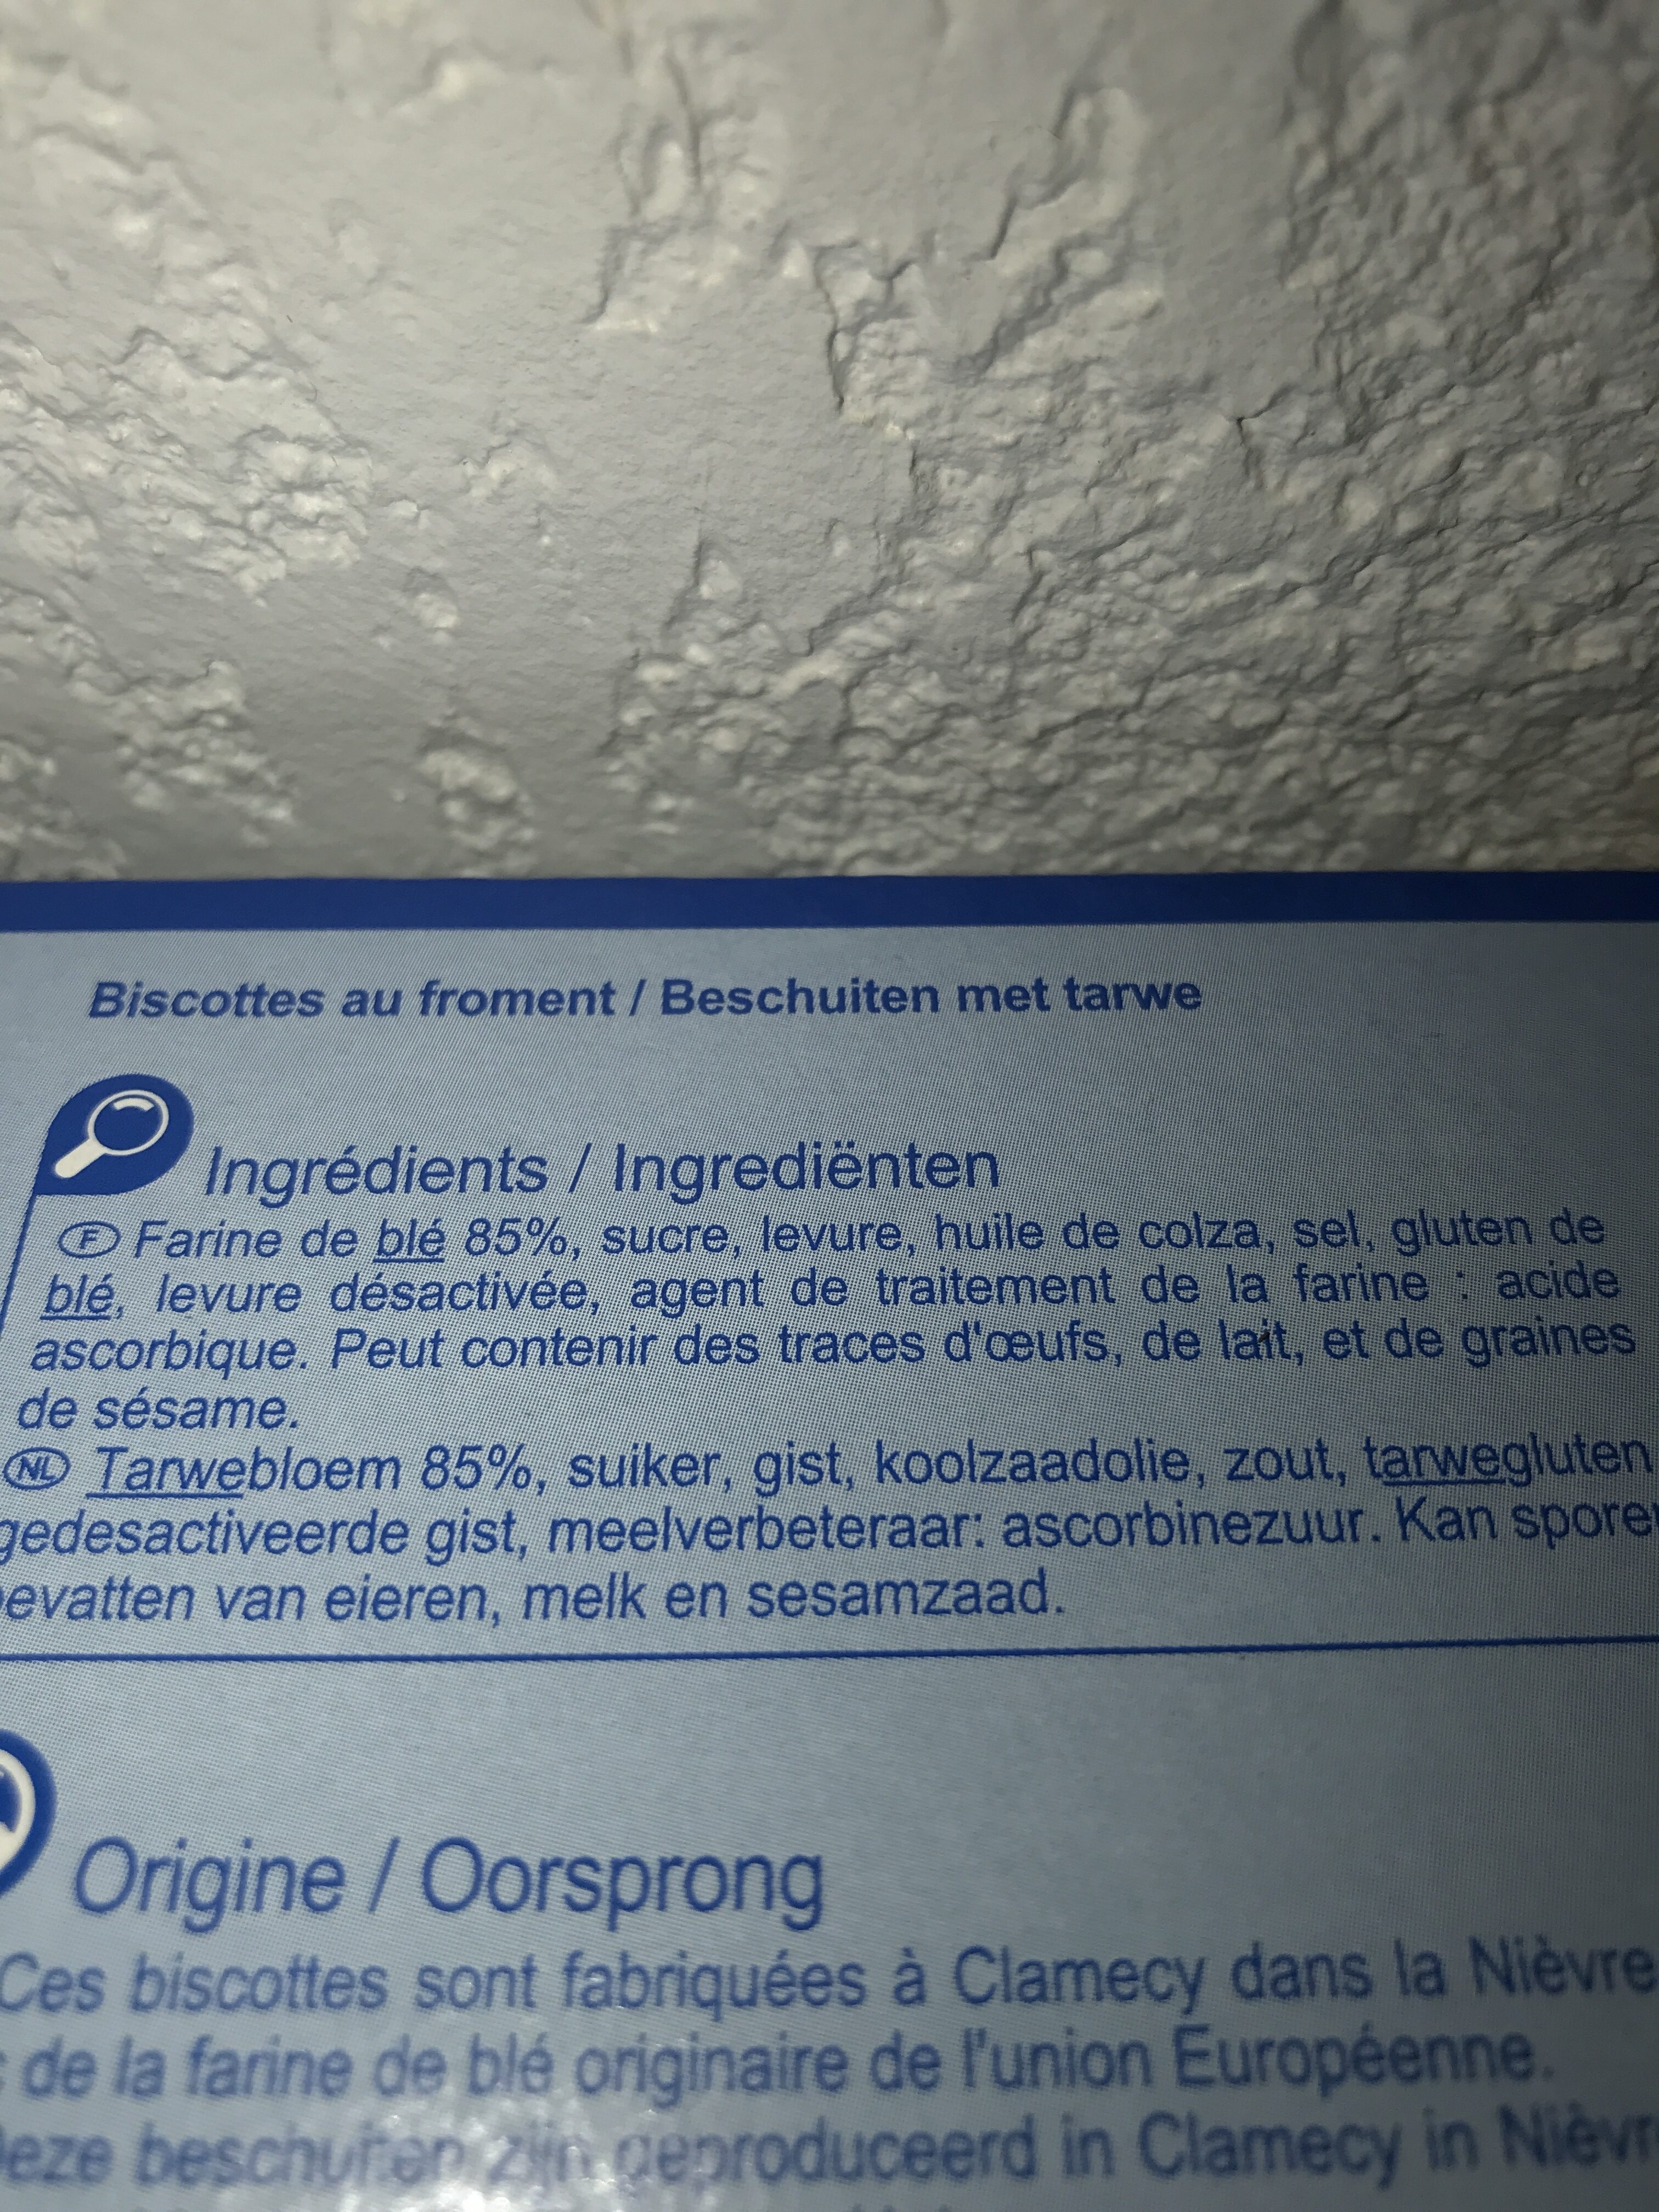 Biscottes au froment / Beschuiten met tarwe
Ingrédients / Ingrediënten
F Farine de blé 85%, sucre, levure, huile de colza, sel, gluten de
blé, levure désactivée, agent de traitement de la farine : acide
ascorbique. Peut contenir des traces d'œufs, de lait, et de graines
de sésame.
NL Tarwebloem 85%, suiker, gist, koolzaadolie, zout, tarwegluten,
gedesactiveerde gist, meelverbeteraar: ascorbinezuur. Kan sporen
bevatten van eieren, melk en sesamzaad.
Origine / Oorsprong
Ces biscottes sont fabriquées à Clamecy dans la Nièvre
de la farine de blé originaire de l'union Européenne.
Deze beschuiten zijn geproduceerd in Clamecy in Nièvr